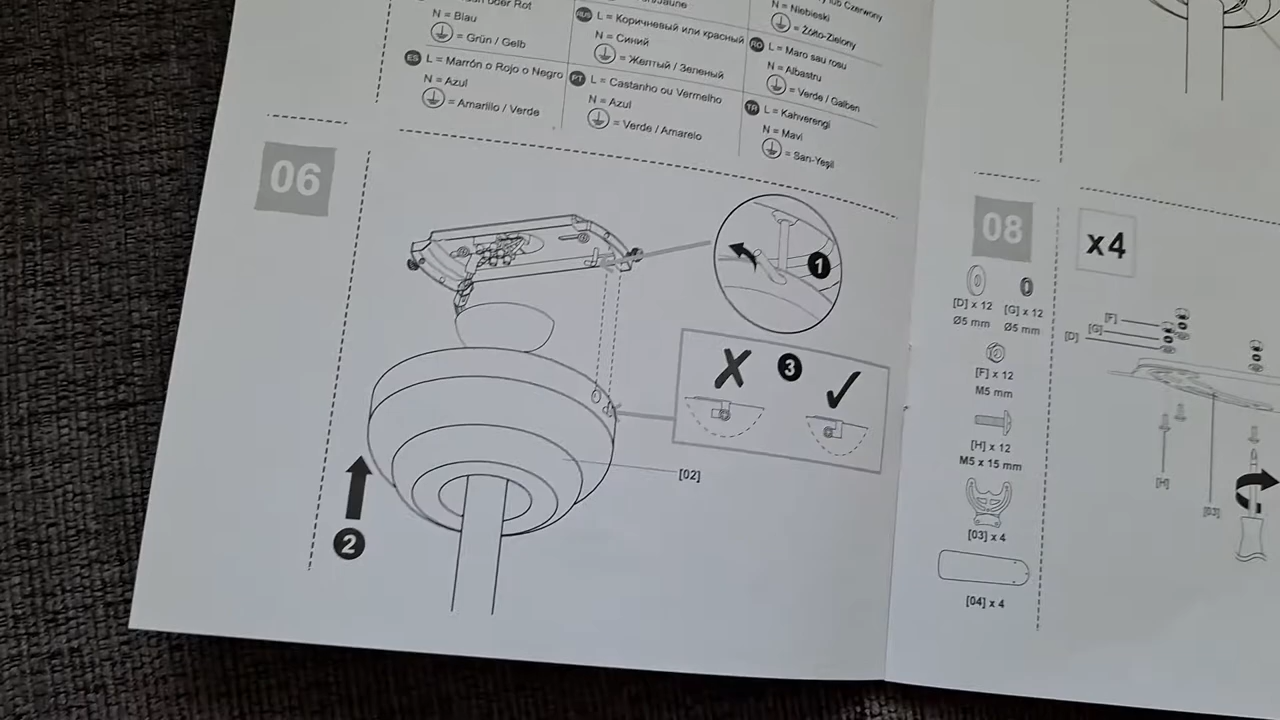 N = Blau
= Grün / Gelb
ES L = Marrón o Rojo o Negro
N = Azul
= Amarillo / Verde
RUS L = Коричневый или красный
N = Синий
= Желтый / Зеленый
PT L = Castanho ou Vermelho
N = Azul
= Verde / Amarelo
lub Czerwony
N = Niebieski
= Żółto-Zielony
RO L = Maro sau rosu
N = Albastru
= Verde / Galben
TR L = Kahverengi
N = Mavi
= Sarı-Yeşil
06
1
3
[02]
2
08
x4
[D] x 12
Ø5 mm
[G] x 12
Ø5 mm
[F] x 12
M5 mm
[H] x 12
M5 x 15 mm
[03] x 4
[04] x 4
[F]
[G]
[D]
[H]
[03]